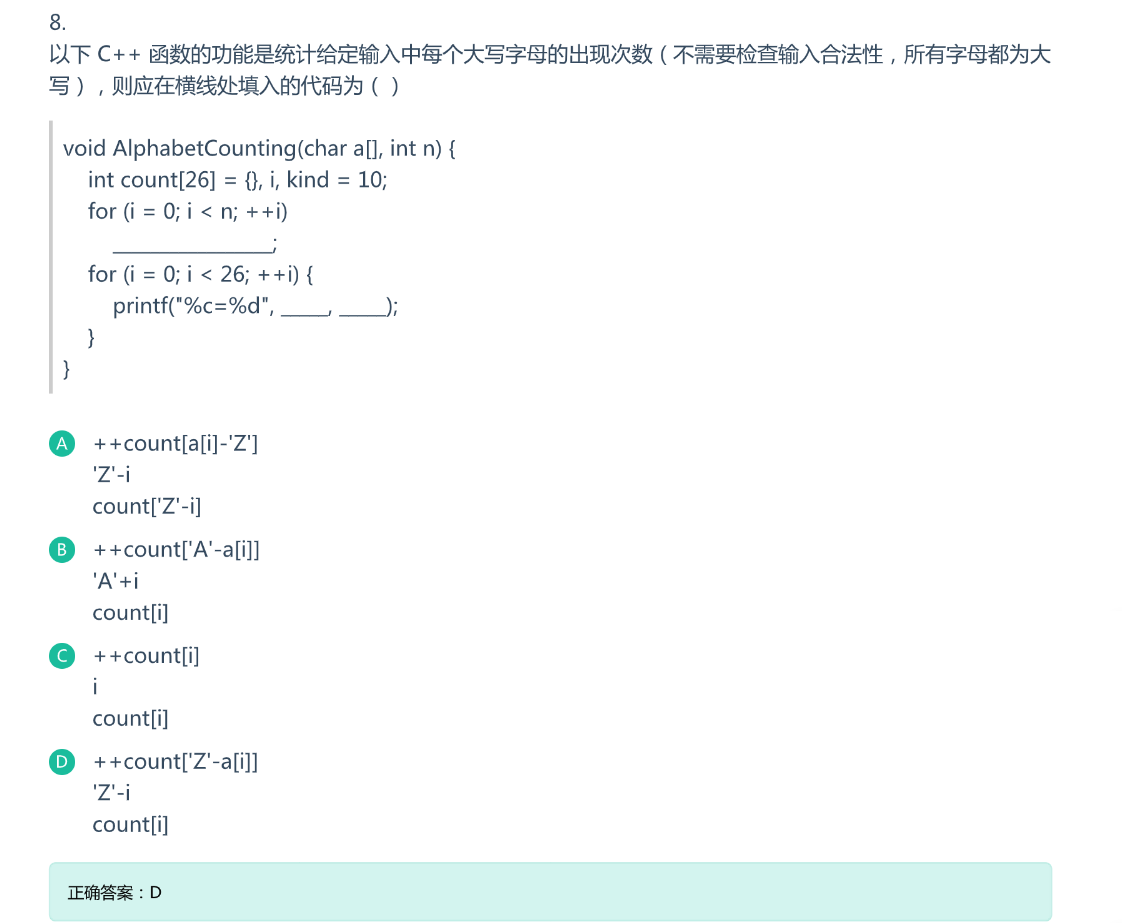 8.
以下 C++ 函数的功能是统计给定输入中每个大写字母的出现次数（不需要检查输入合法性，所有字母都为大
写），则应在横线处填入的代码为（ ）
void AlphabetCounting(char a[], int n) {
int count[26] = {}, i, kind = 10;
for (i = 0; i < n; ++i)
_______________;
for (i = 0; i < 26; ++i) {
printf("%c=%d", ____, ____);
}
}
A ++count[a[i]-'Z']
'Z'-i
count['Z'-i]
B ++count['A'-a[i]]
'A'+i
count[i]
C ++count[i]
i
count[i]
D ++count['Z'-a[i]]
'Z'-i
count[i]
正确答案：D